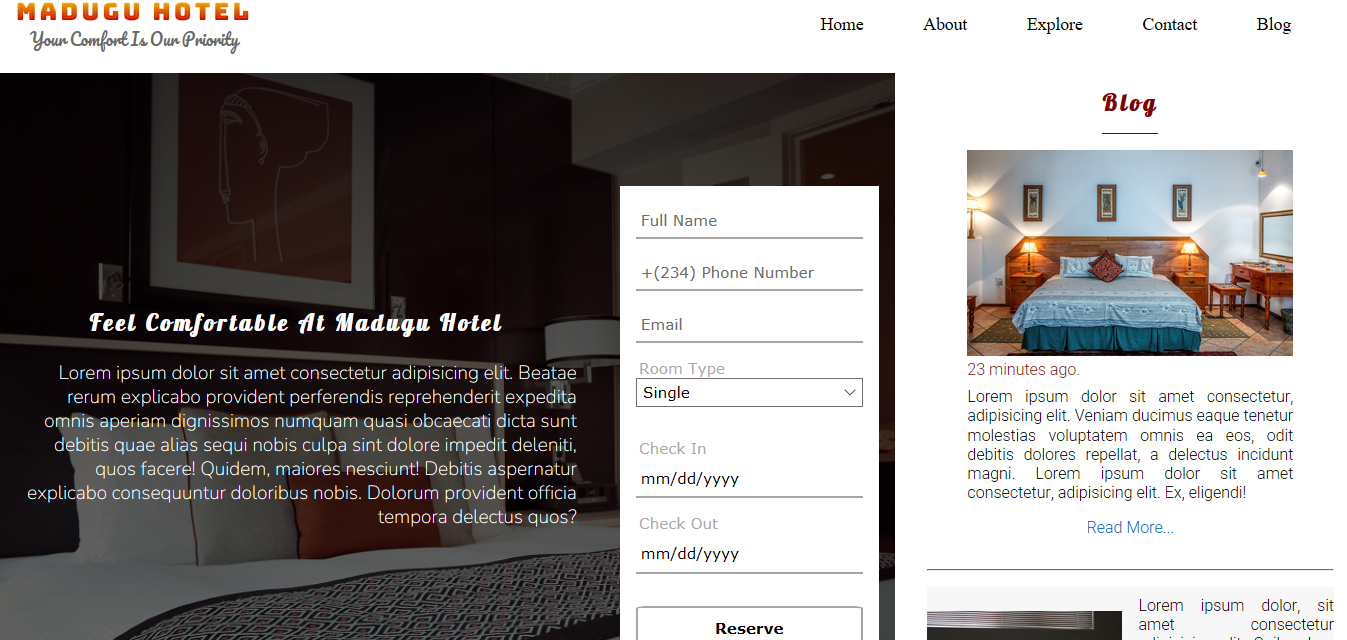 MADUGU HOTEL
Your Comfort Is Our Priority
Home
About
Explore
Contact
Blog
Feel Comfortable At Madugu Hotel
Lorem ipsum dolor sit amet consectetur adipisicing elit. Beatae
rerum explicabo provident perferendis reprehenderit expedita
omnis aperiam dignissimos numquam quasi obcaecati dicta sunt
debitis quae alias sequi nobis culpa sint dolore impedit deleniti,
quos facere! Quidem, maiores nesciunt! Debitis aspernatur
explicabo consequuntur doloribus nobis. Dolorum provident officia
tempora delectus quos?
Full Name
+(234) Phone Number
Email
Room Type
Single
Check In
mm/dd/yyyy
Check Out
mm/dd/yyyy
Reserve
Blog
23 minutes ago.
Lorem ipsum dolor sit amet consectetur,
adipisicing elit. Veniam ducimus eaque tenetur
molestias voluptatem omnis ea eos, odit
debitis dolores repellat, a delectus incidunt
magni. Lorem ipsum dolor sit amet
consectetur, adipisicing elit. Ex, eligendi!
Read More...
Lorem ipsum dolor, sit
amet consectetur